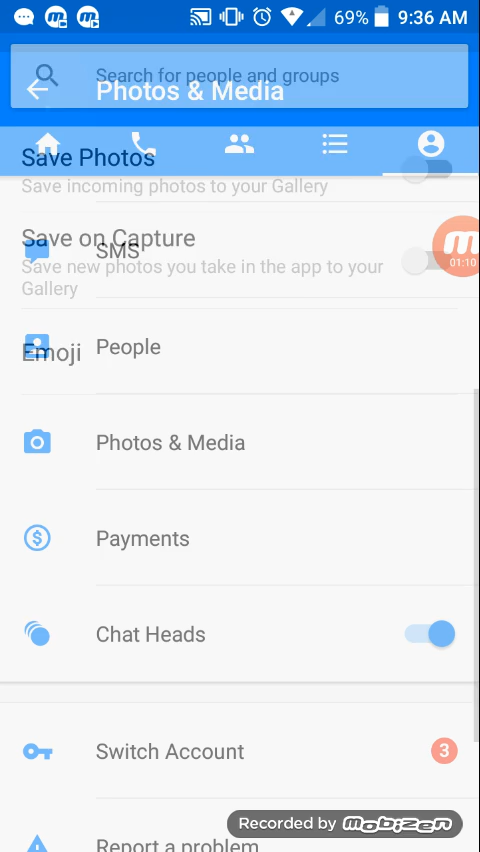 69% 9:36 AM
Search for people and groups
Photos & Media
Save Photos
Save incoming photos to your Gallery
Save on Capture
SMS
Save new photos you take in the app to your
Gallery
01:10
Emoji
People
Photos & Media
$
Payments
Chat Heads
Switch Account
3
Recorded by Mobizen
Report a problem